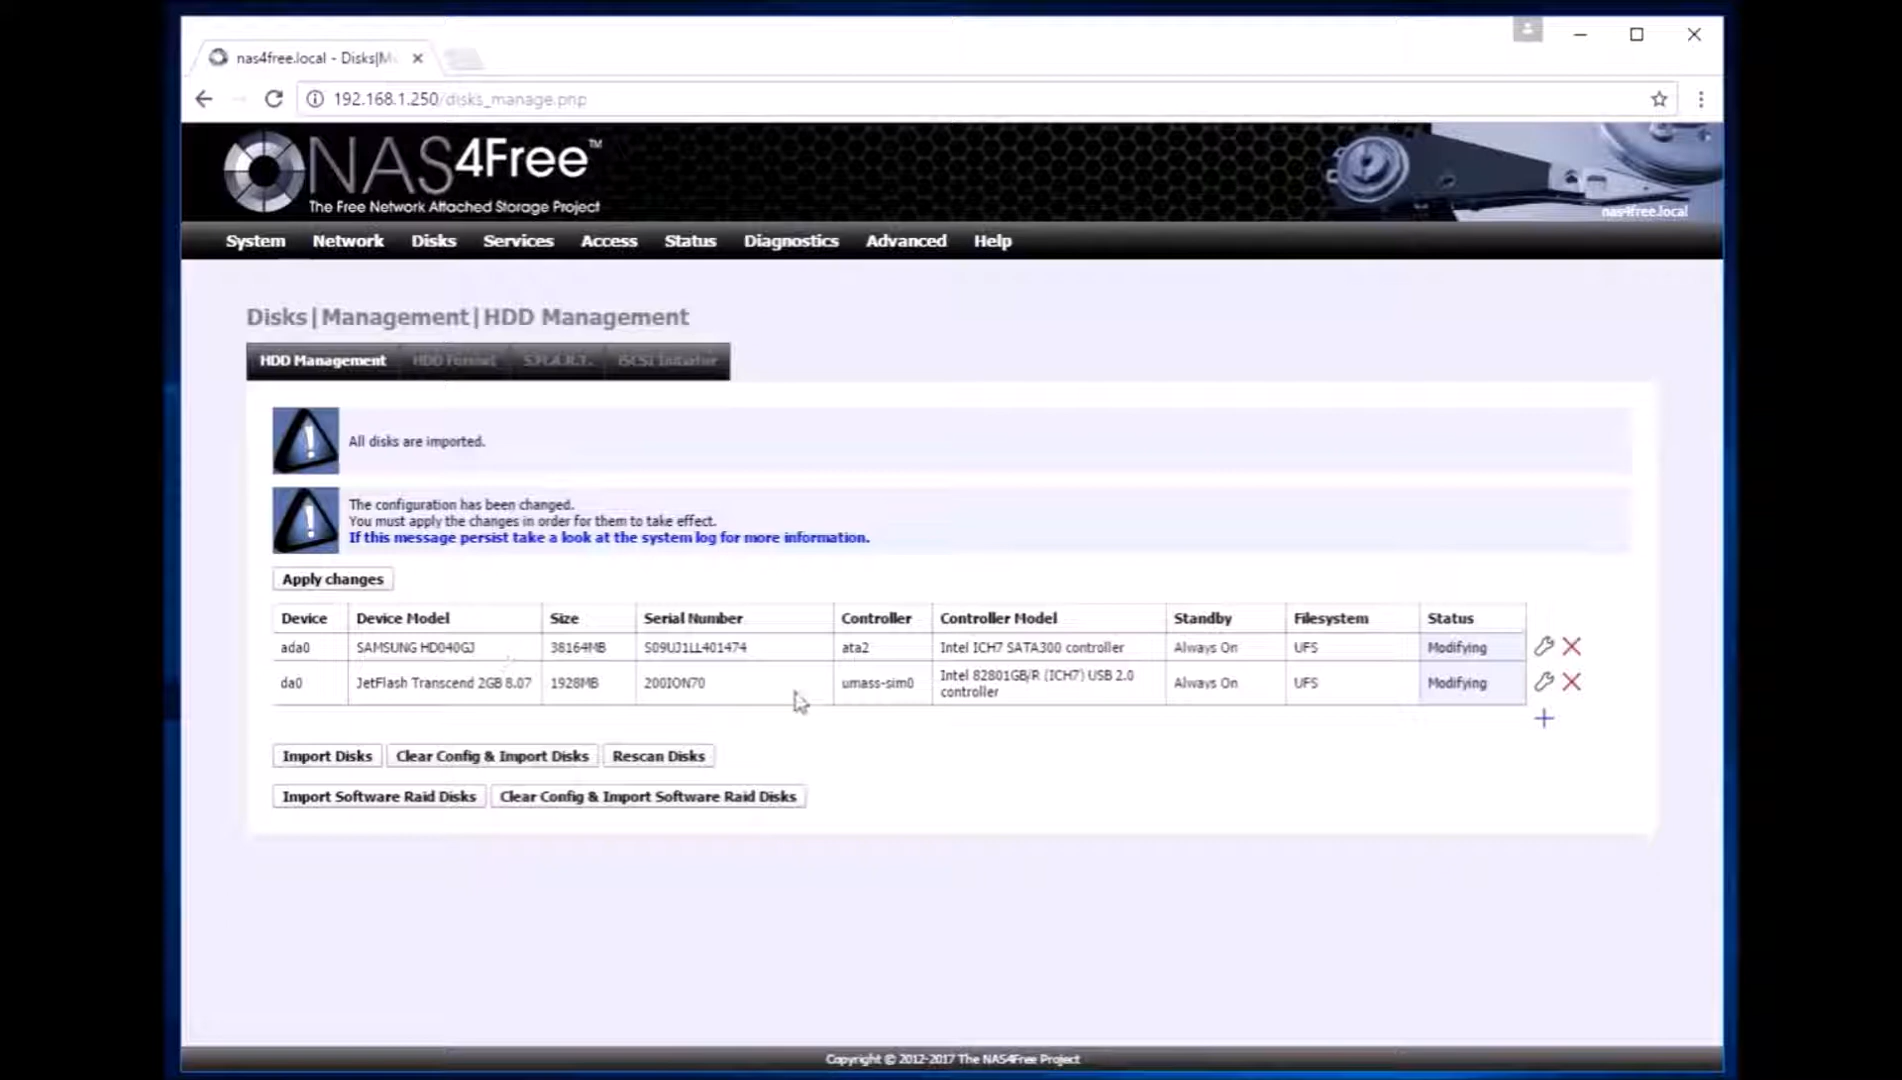 nas4free.local - Disks|M
192.168.1.250/disks_manage.php
NAS4Free™
The Free Network Attached Storage Project
nas4free.local
System Network Disks Services Access Status Diagnostics Advanced Help
Disks|Management|HDD Management
HDD Management HDD Format S.M.A.R.T. iSCSI Initiator
All disks are imported.
The configuration has been changed.
You must apply the changes in order for them to take effect.
If this message persist take a look at the system log for more information.
Apply changes
Device Device Model Size Serial Number Controller Controller Model Standby Filesystem Status
ada0 SAMSUNG HD040GJ 38164MB S09UJ1LL401474 ata2 Intel ICH7 SATA300 controller Always On UFS Modifying
da0 JetFlash Transcend 2GB 8.07 1928MB 200ION70 umass-sim0 Intel 82801GB/R (ICH7) USB 2.0 controller Always On UFS Modifying
Import Disks Clear Config & Import Disks Rescan Disks
Import Software Raid Disks Clear Config & Import Software Raid Disks
Copyright © 2012-2017 The NAS4Free Project